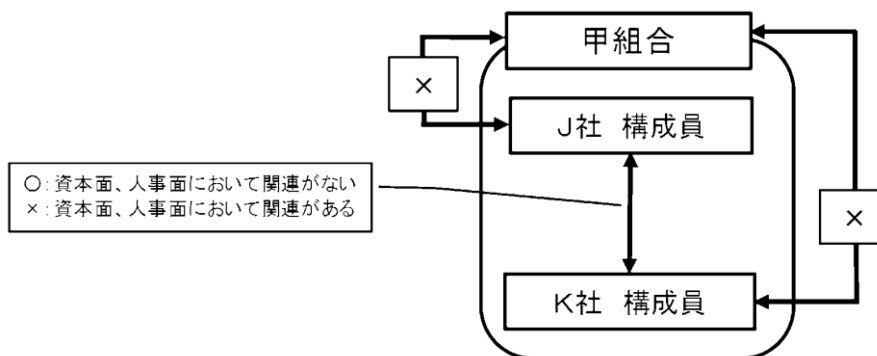 甲組合
×
J社 構成員
○：資本面、人事面において関連がない
×：資本面、人事面において関連がある
×
K社 構成員